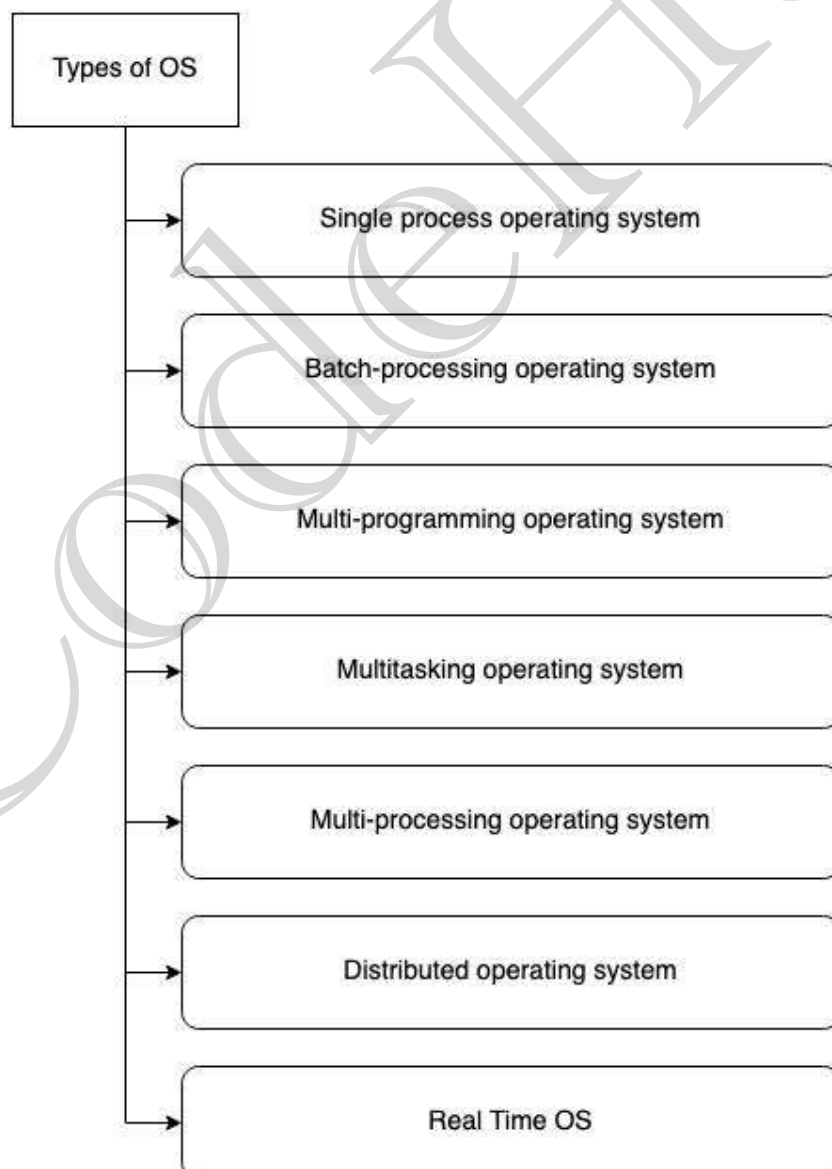 Types of OS
Single process operating system
Batch-processing operating system
Multi-programming operating system
Multitasking operating system
Multi-processing operating system
Distributed operating system
Real Time OS